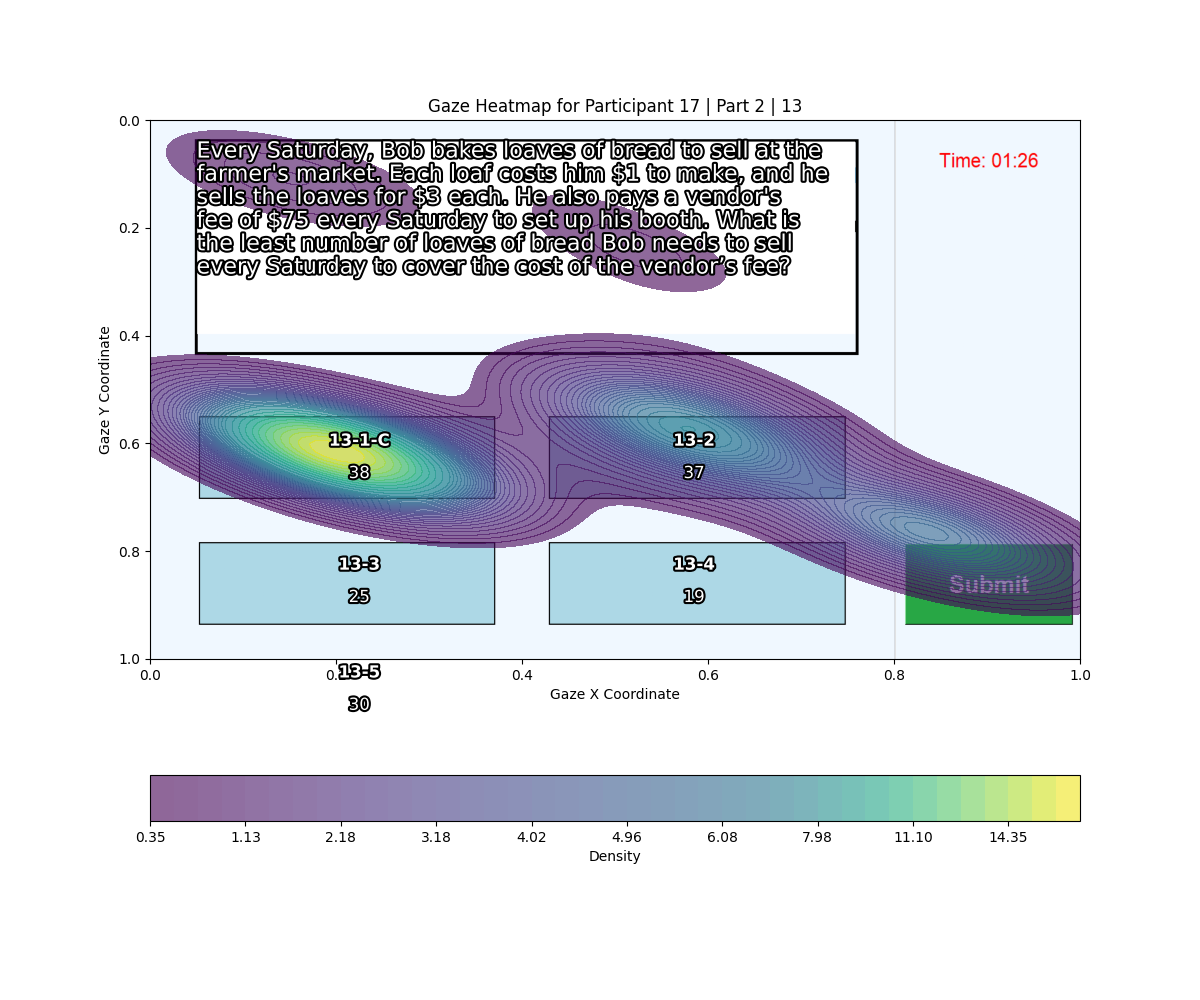 Gaze Heatmap for Participant 17 | Part 2 | 13
Every Saturday, Bob bakes loaves of bread to sell at the
farmer's market. Each loaf costs him $1 to make, and he
sells the loaves for $3 each. He also pays a vendor's
fee of $75 every Saturday to set up his booth. What is
the least number of loaves of bread Bob needs to sell
every Saturday to cover the cost of the vendor's fee?
Time: 01:26
0.0
0.2
0.4
0.6
0.8
1.0
Gaze Y Coordinate
13-1-C
38
13-2
37
13-3
25
13-4
19
Submit
13-5
30
0.0
0.4
0.6
0.8
1.0
Gaze X Coordinate
0.35
1.13
2.18
3.18
4.02
4.96
6.08
7.98
11.10
14.35
Density